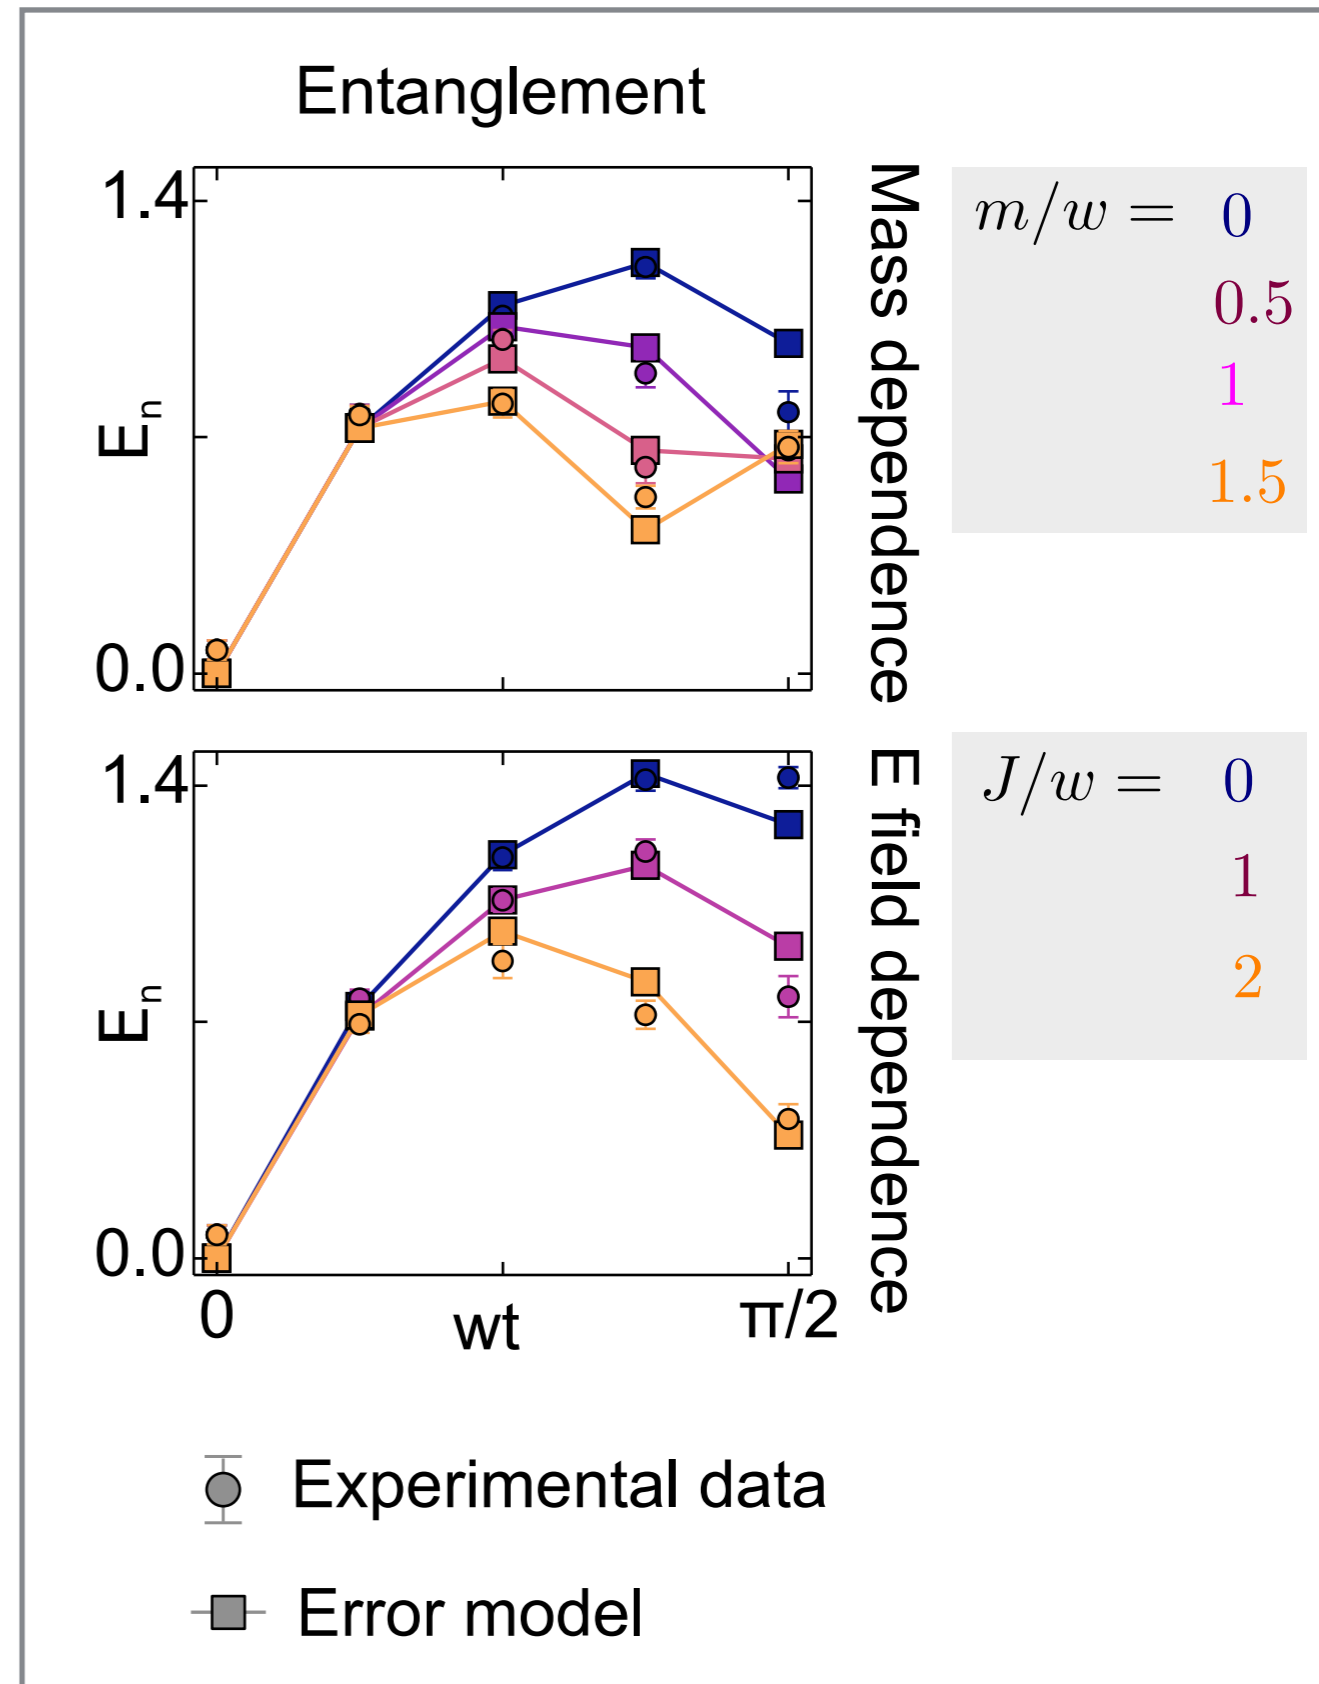 Entanglement
1.4
0.0
Eₙ
Mass dependence
m/w = 0
0.5
1
1.5
1.4
0.0
Eₙ
E field dependence
J/w = 0
1
2
0 wt π/2
Experimental data
Error model